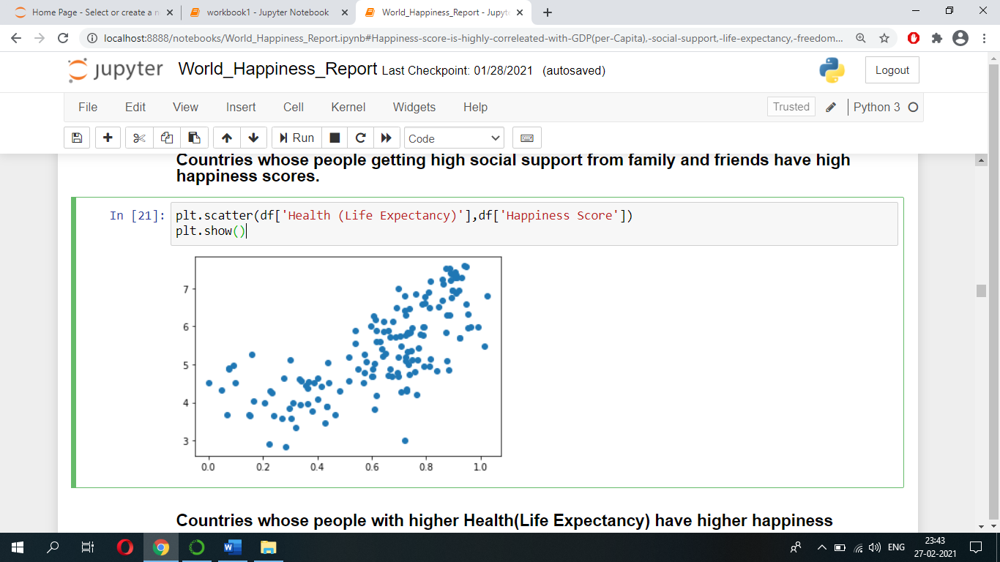 Home Page - Select or create a n
workbook1 - Jupyter Notebook
World_Happiness_Report - Jupyt
localhost:8888/notebooks/World_Happiness_Report.ipynb#Happiness-score-is-highly-correleated-with-GDP(per-Capita),-social-support,-life-expectancy,-freedom...
jupyter World_Happiness_Report Last Checkpoint: 01/28/2021 (autosaved)
Logout
File Edit View Insert Cell Kernel Widgets Help
Trusted
Python 3
Run
Code
Countries whose people getting high social support from family and friends have high
happiness scores.
In [21]: plt.scatter(df['Health (Life Expectancy)'],df['Happiness Score'])
plt.show()
7
6
5
4
3
0.0 0.2 0.4 0.6 0.8 1.0
Countries whose people with higher Health(Life Expectancy) have higher happiness
ENG
23:43
27-02-2021